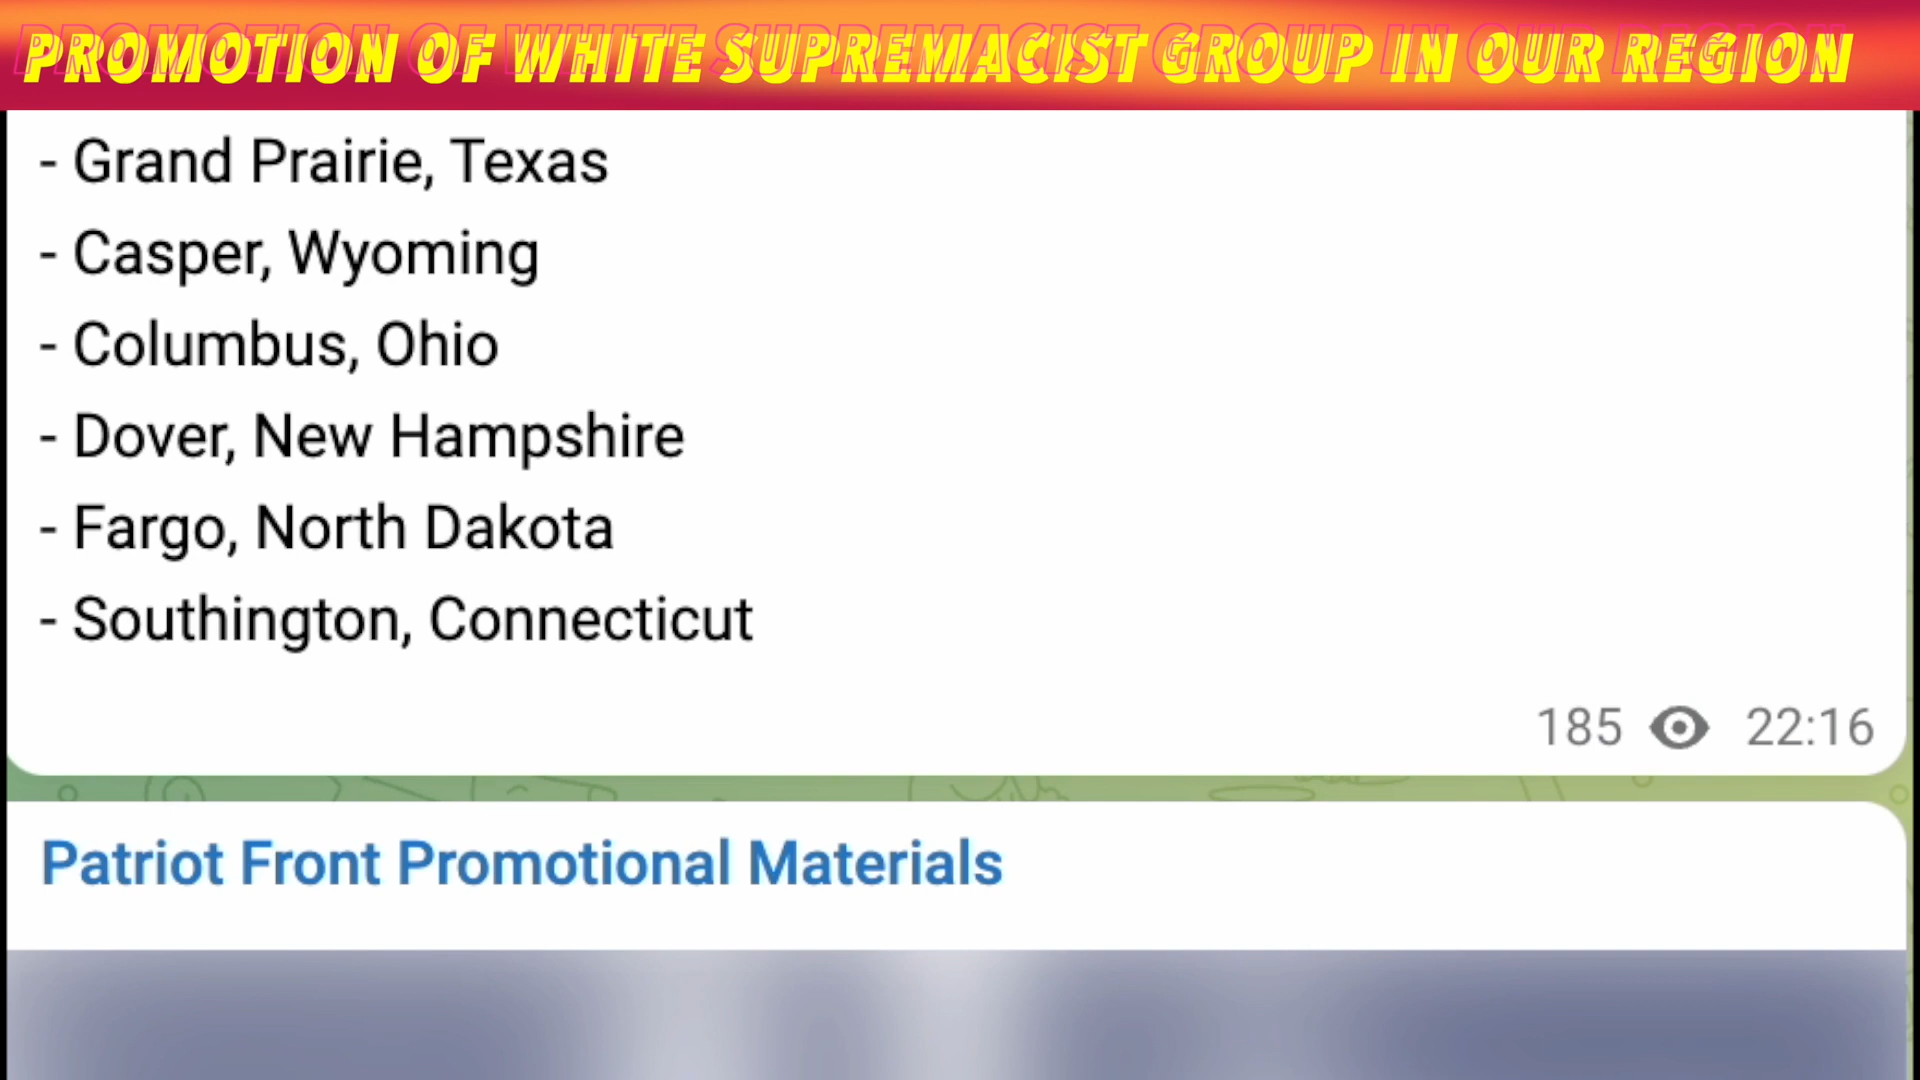 PROMOTION OF WHITE SUPREMACIST GROUP IN OUR REGION
- Grand Prairie, Texas
- Casper, Wyoming
- Columbus, Ohio
- Dover, New Hampshire
- Fargo, North Dakota
- Southington, Connecticut
185 22:16
Patriot Front Promotional Materials